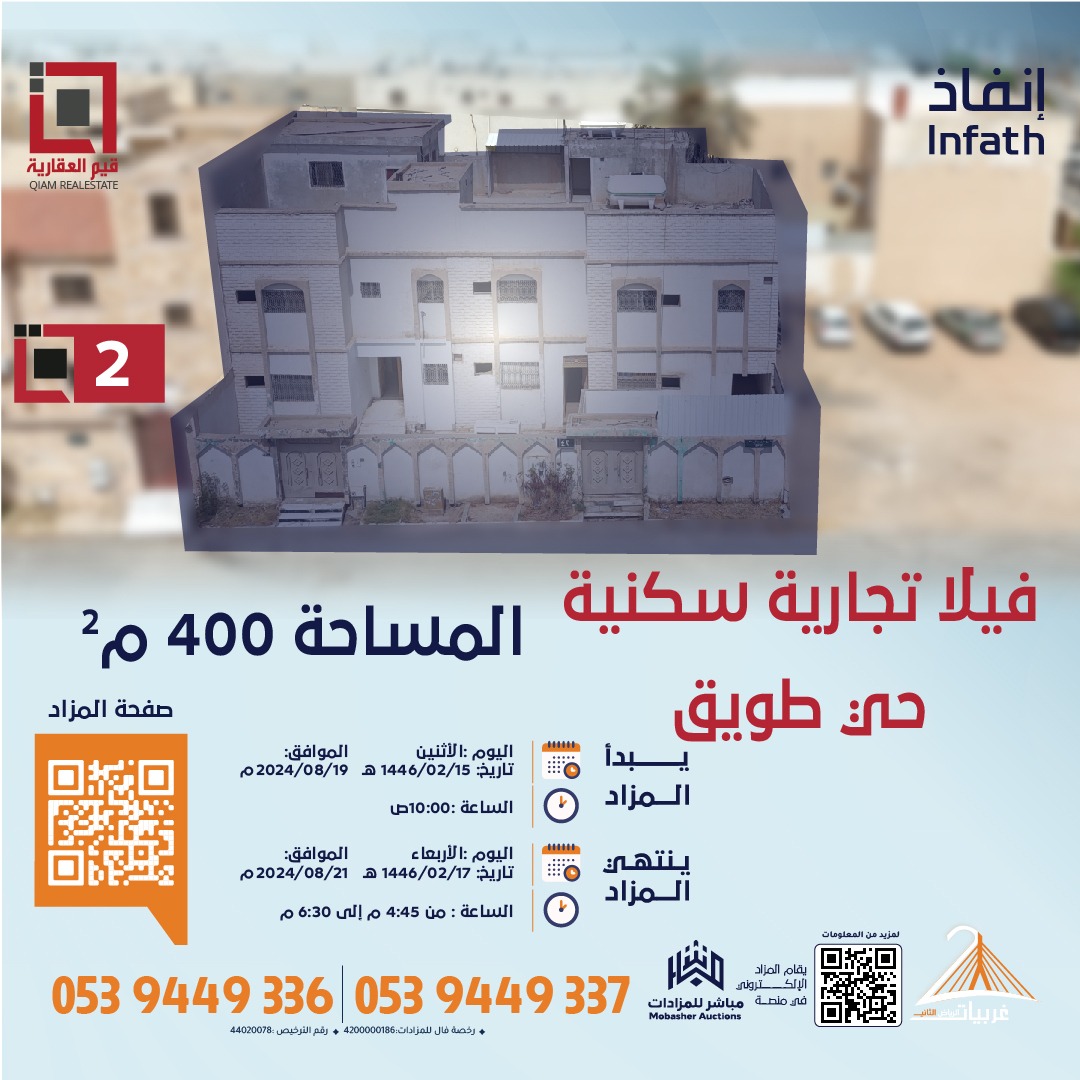 إنفاذ
Infath
قيم العقارية
QIAM REALESTATE
2
فيلا تجارية سكنية
حي طويق
المساحة 400 م2
صفحة المزاد
يبدأ المزاد
اليوم :الأثنين الموافق:
تاريخ: 1446/02/15 هـ 2024/08/19 م
الساعة :10:00ص
ينتهي المزاد
اليوم :الأربعاء الموافق:
تاريخ: 1446/02/17 هـ 2024/08/21 م
الساعة : من 4:45 م إلى 6:30 م
لمزيد من المعلومات
يقام المزاد
الإلكتروني
في منصة
مباشر للمزادات
Mobasher Auctions
غربيات الرياض الثانية
053 9449 336 | 053 9449 337
رخصة فال للمزادات:4200000186 رقم الترخيص :44020078